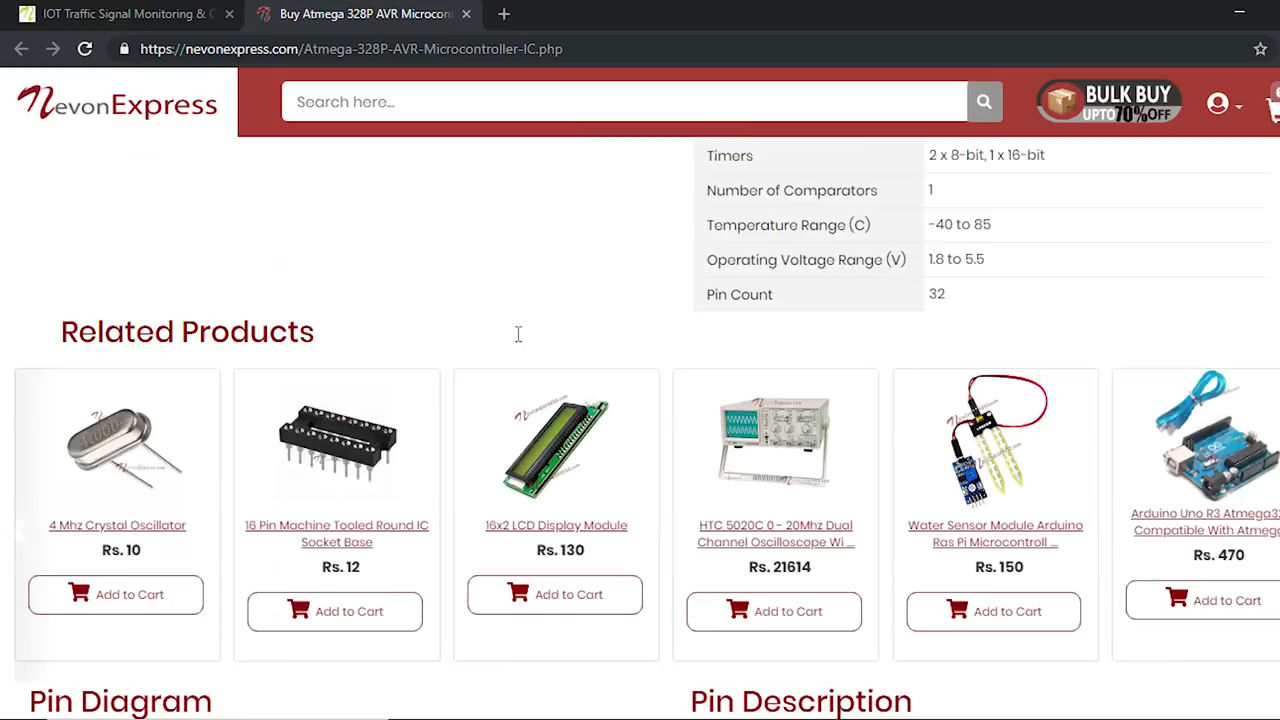 IOT Traffic Signal Monitoring & C
Buy Atmega 328P AVR Microcont
https://nevonexpress.com/Atmega-328P-AVR-Microcontroller-IC.php
NevonExpress
Search here...
BULK BUY
UPTO 70% OFF
Timers 2 x 8-bit, 1 x 16-bit
Number of Comparators 1
Temperature Range (C) -40 to 85
Operating Voltage Range (V) 1.8 to 5.5
Pin Count 32
Related Products
4 Mhz Crystal Oscillator
Rs. 10
Add to Cart
16 Pin Machine Tooled Round IC
Socket Base
Rs. 12
Add to Cart
16x2 LCD Display Module
Rs. 130
Add to Cart
HTC 5020C 0 - 20Mhz Dual
Channel Oscilloscope Wi ...
Rs. 21614
Add to Cart
Water Sensor Module Arduino
Ras Pi Microcontroll ...
Rs. 150
Add to Cart
Arduino Uno R3 Atmega32
Compatible With Atmega
Rs. 470
Add to Cart
Pin Diagram
Pin Description